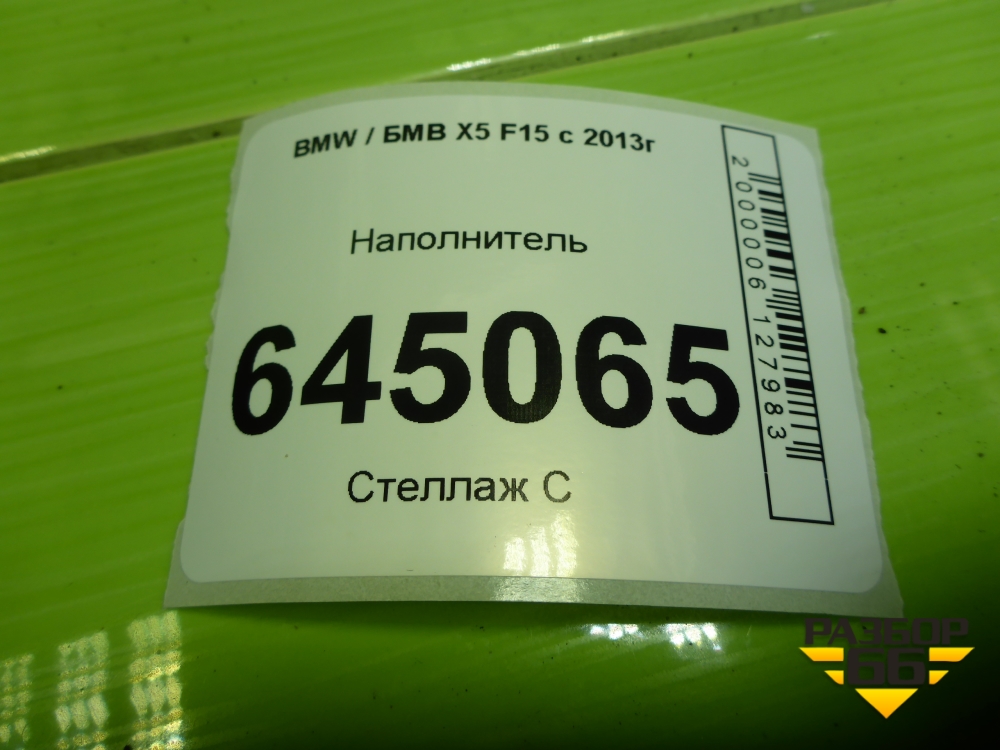 BMW / БМВ X5 F15 с 2013г
Наполнитель
645065
Стеллаж С
2000006127983
РАЗБОР
66